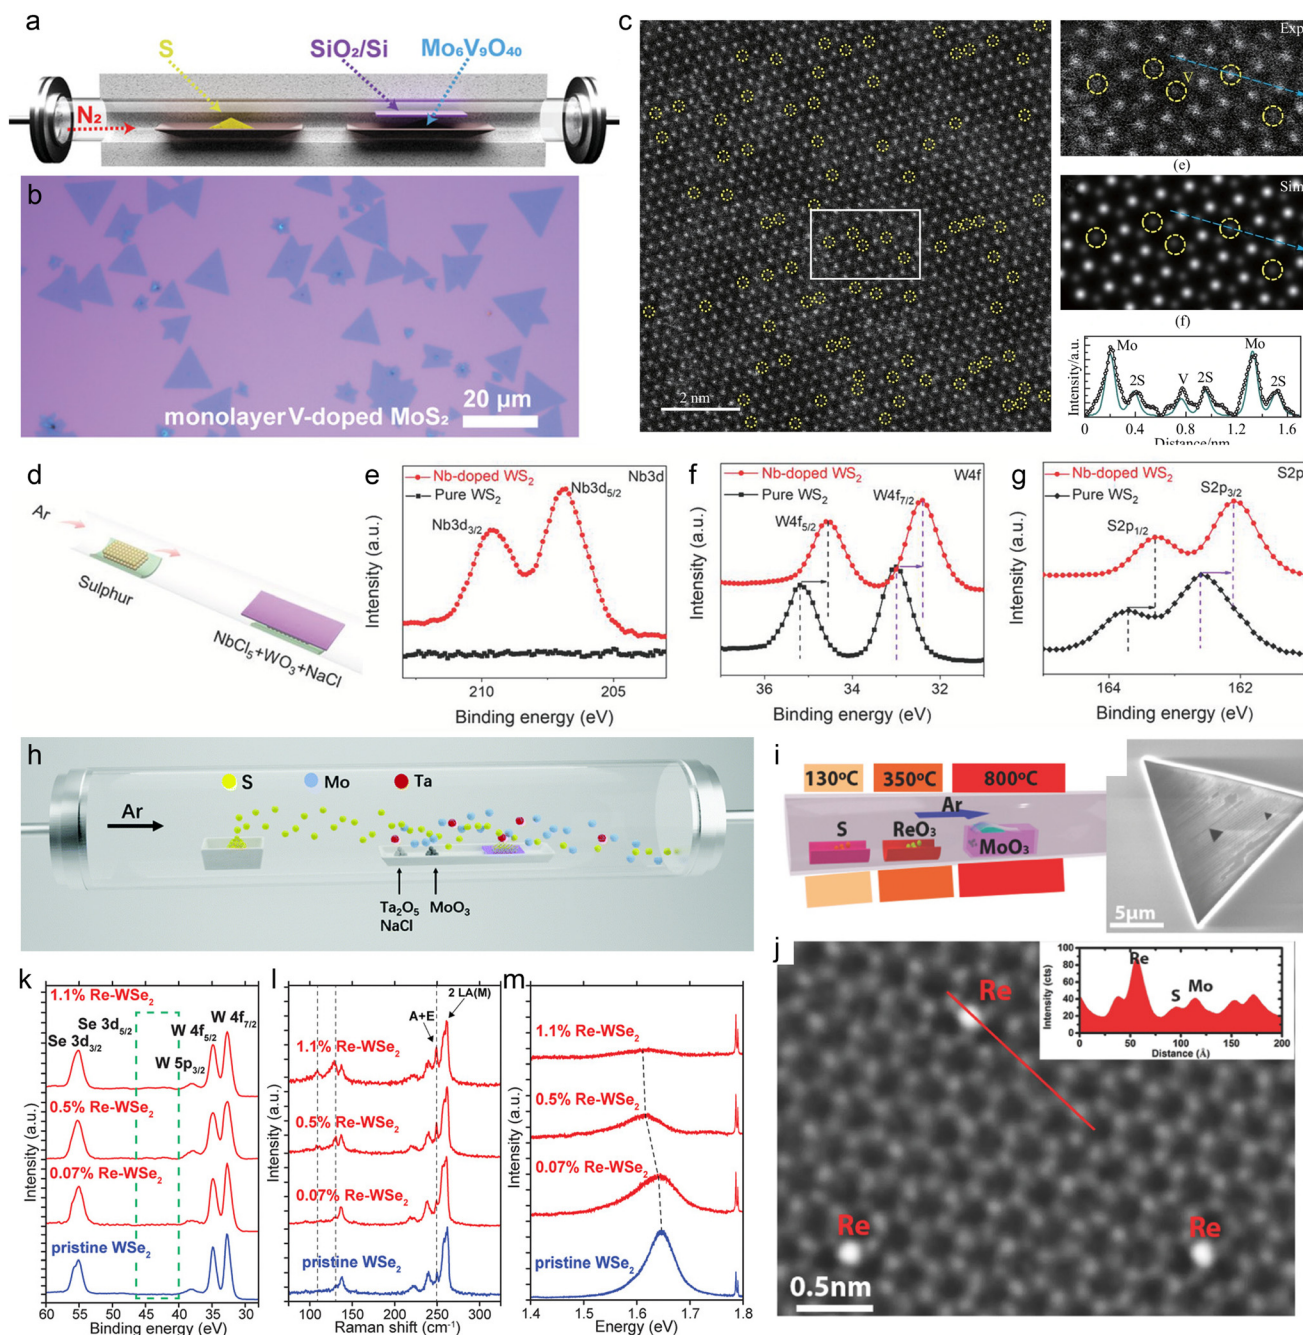 a
S
SiO₂/Si
Mo₆V₉O₄₀
N₂
b
monolayer V-doped MoS₂
20 μm
c
2 nm
Exp
V
(e)
Sim
(f)
Intensity/a.u.
Mo
2S
V
2S
Mo
2S
0 0.4 0.8 1.2 1.6
Distance/nm
d
Ar
Sulphur
NbCl₅+WO₃+NaCl
e
Nb-doped WS₂
Pure WS₂
Nb3d
Nb3d₅/₂
Nb3d₃/₂
Intensity (a.u.)
210 205
Binding energy (eV)
f
Nb-doped WS₂
Pure WS₂
W4f
W4f₇/₂
W4f₅/₂
Intensity (a.u.)
36 34 32
Binding energy (eV)
g
Nb-doped WS₂
Pure WS₂
S2p
S2p₃/₂
S2p₁/₂
Intensity (a.u.)
164 162
Binding energy (eV)
h
S Mo Ta
Ar
Ta₂O₅
NaCl
MoO₃
i
130ºC 350ºC 800ºC
Ar
S
ReO₃
MoO₃
5μm
j
Re
Re
Re
0.5nm
Intensity (cts)
100
80
60
40
20
0
Re
S
Mo
0 50 100 150 200
Distance (Å)
k
1.1% Re-WSe₂
Se 3d₅/₂
Se 3d₃/₂
W 4f₇/₂
W 4f₅/₂
W 5p₃/₂
0.5% Re-WSe₂
0.07% Re-WSe₂
pristine WSe₂
Intensity (a.u.)
60 55 50 45 40 35 30
Binding energy (eV)
l
2 LA(M)
A+E
1.1% Re-WSe₂
0.5% Re-WSe₂
0.07% Re-WSe₂
pristine WSe₂
Intensity (a.u.)
100 150 200 250 300
Raman shift (cm⁻¹)
m
1.1% Re-WSe₂
0.5% Re-WSe₂
0.07% Re-WSe₂
pristine WSe₂
Intensity (a.u.)
1.4 1.5 1.6 1.7 1.8
Energy (eV)